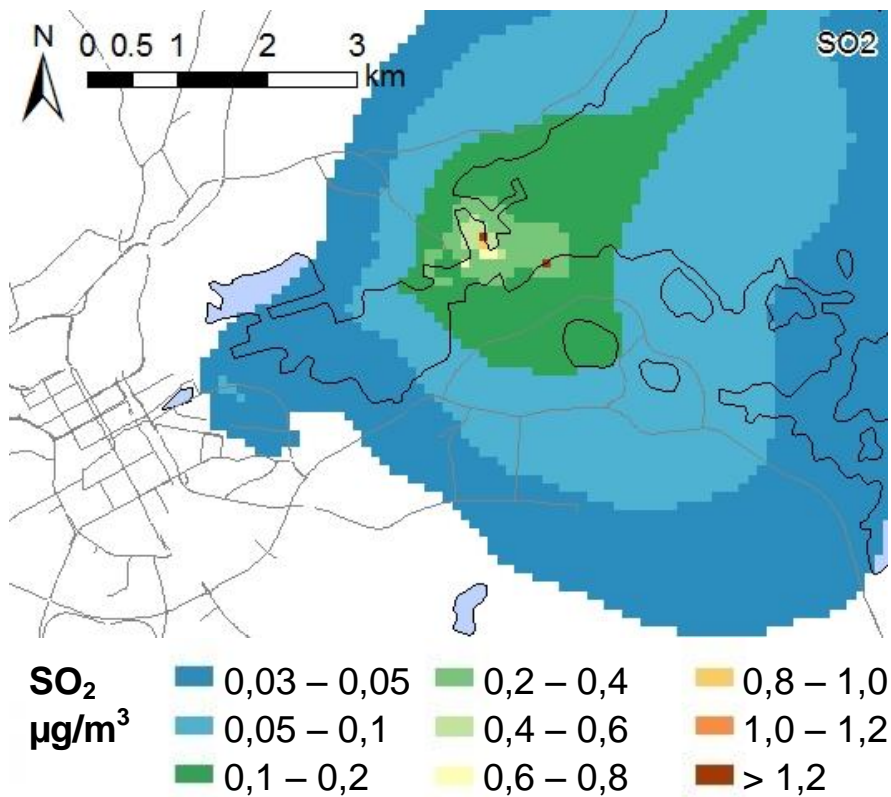 N
0 0.5 1 2 3
km
SO2
SO₂ 0,03 – 0,05 0,2 – 0,4 0,8 – 1,0
µg/m³ 0,05 – 0,1 0,4 – 0,6 1,0 – 1,2
0,1 – 0,2 0,6 – 0,8 > 1,2